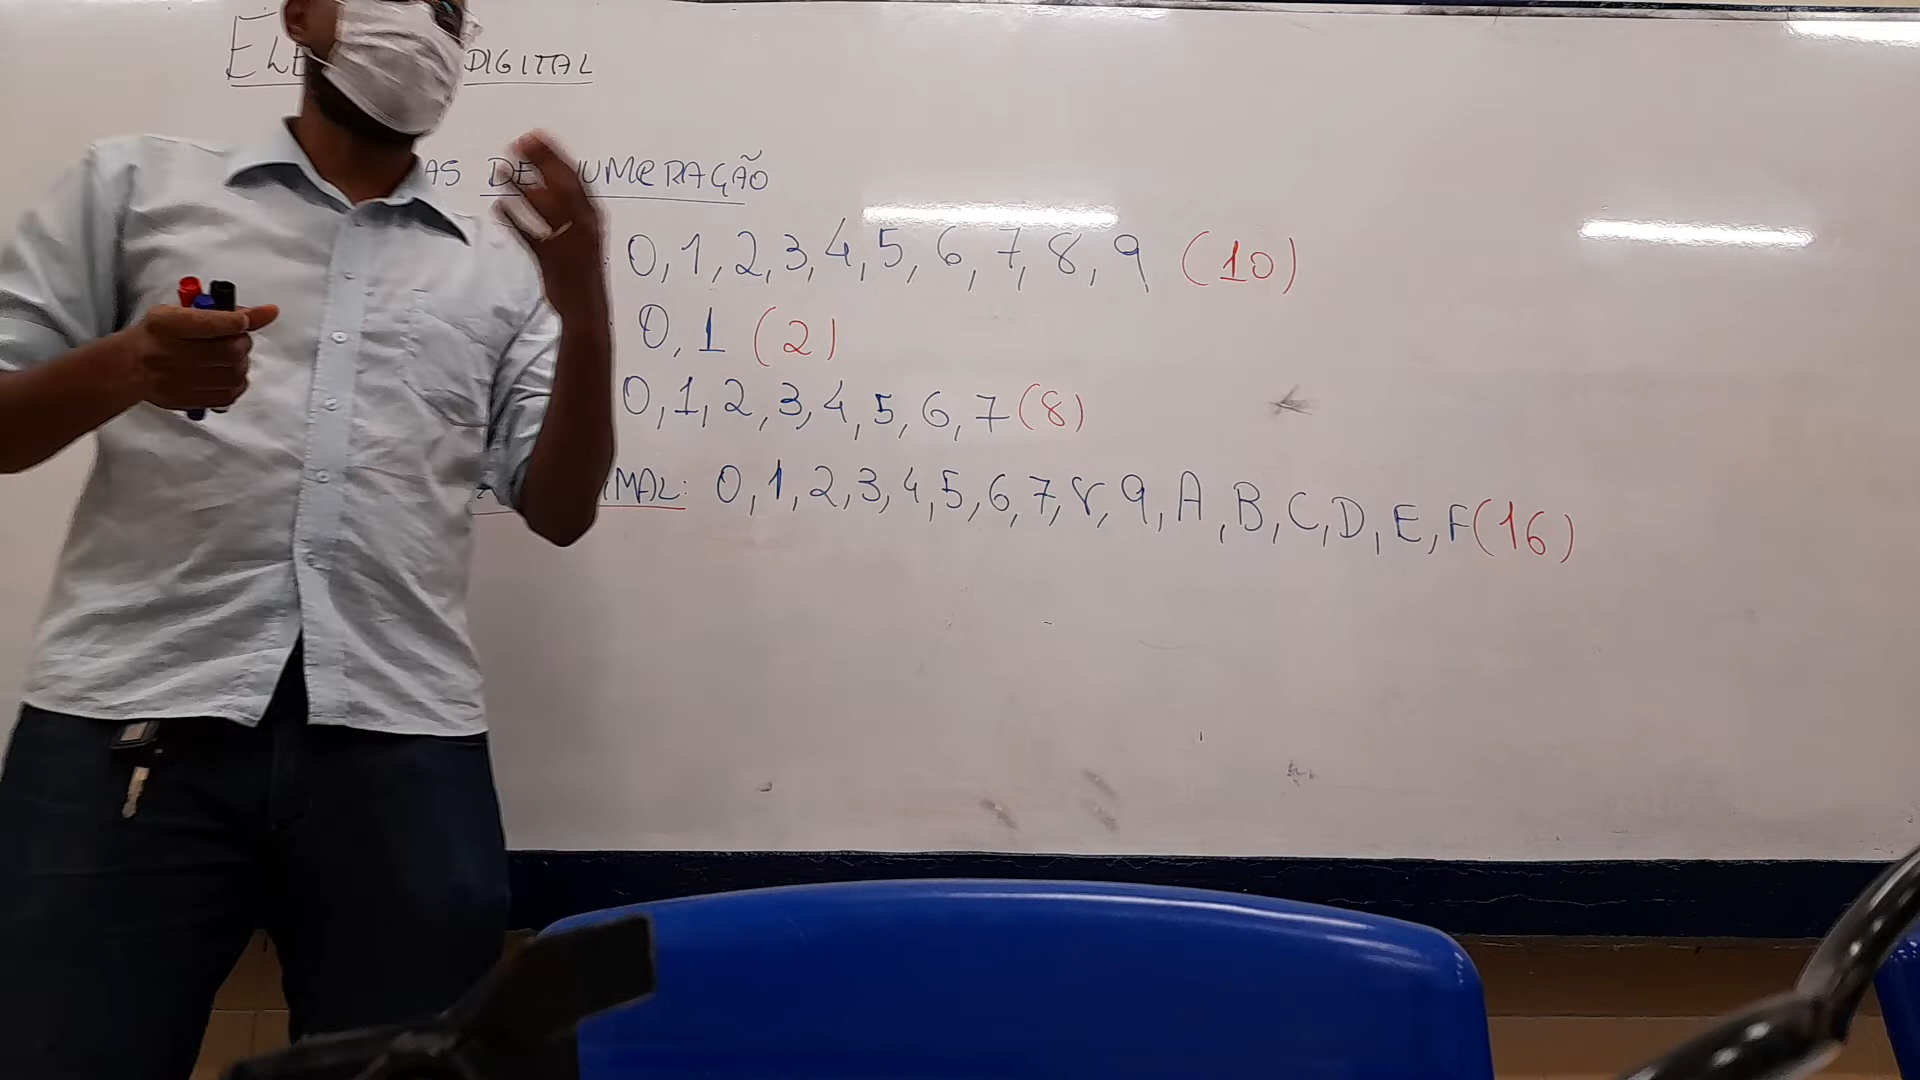 ELE DIGITAL
AS DE NUMERAÇÃO
: 0, 1, 2, 3, 4, 5, 6, 7, 8, 9 (10)
0, 1 (2)
0, 1, 2, 3, 4, 5, 6, 7 (8)
IMAL: 0, 1, 2, 3, 4, 5, 6, 7, 8, 9, A, B, C, D, E, F (16)